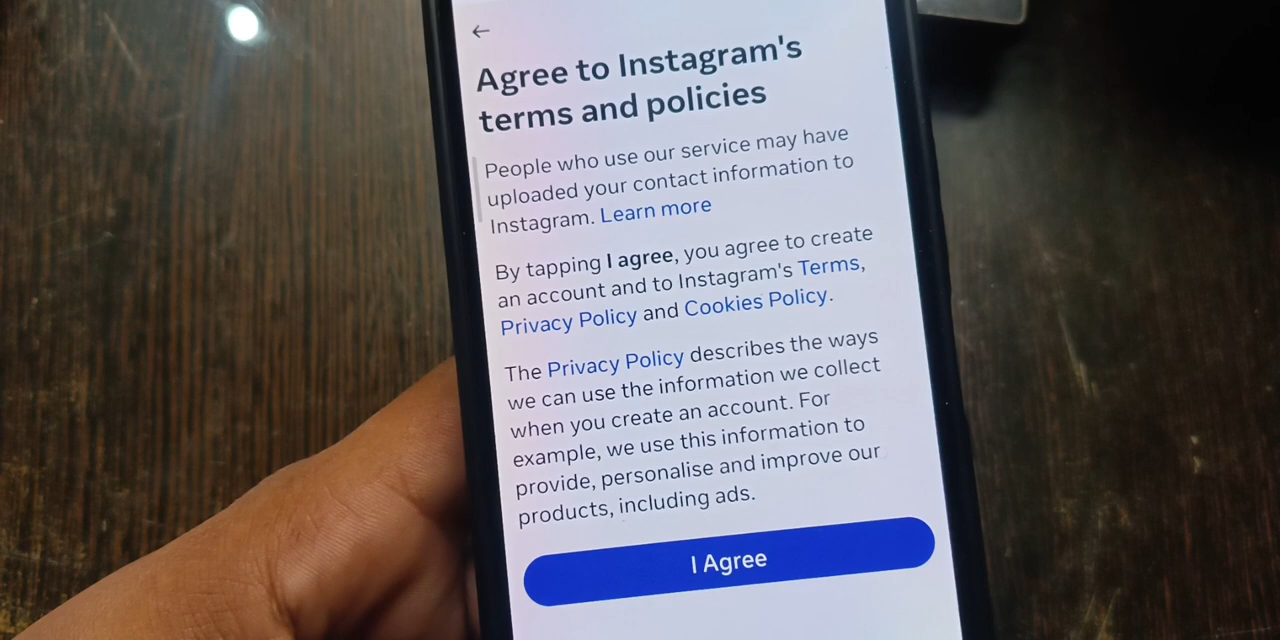 Agree to Instagram's
terms and policies
People who use our service may have
uploaded your contact information to
Instagram. Learn more
By tapping I agree, you agree to create
an account and to Instagram's Terms,
Privacy Policy and Cookies Policy.
The Privacy Policy describes the ways
we can use the information we collect
when you create an account. For
example, we use this information to
provide, personalise and improve our
products, including ads.
I Agree